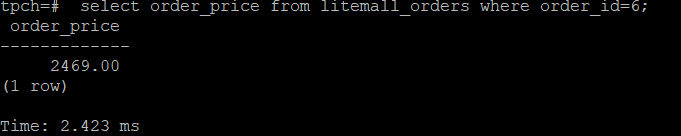 tpch=#  select order_price from litemall_orders where order_id=6;
 order_price
-------------
     2469.00
(1 row)

Time: 2.423 ms